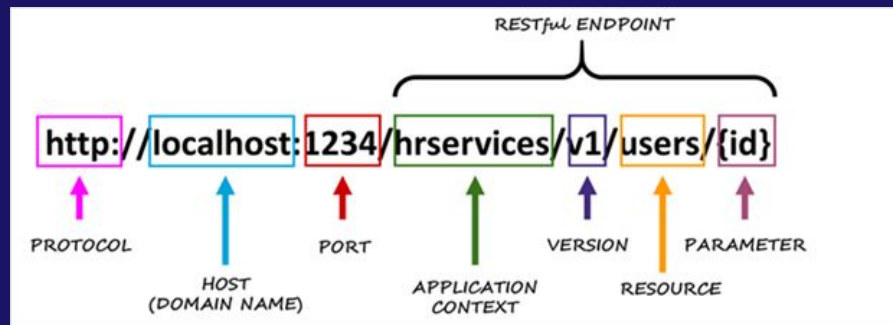 RESTful ENDPOINT
http://localhost:1234/hrservices/v1/users/{id}
PROTOCOL
HOST
(DOMAIN NAME)
PORT
APPLICATION
CONTEXT
VERSION
RESOURCE
PARAMETER